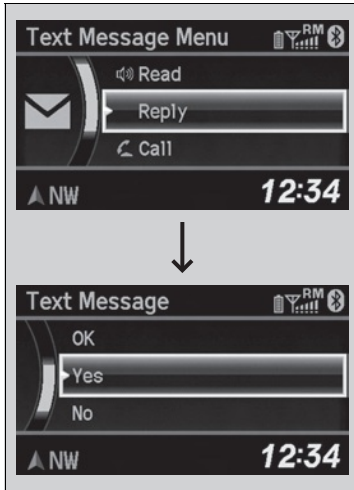 Text Message Menu RM
Read
Reply
Call
NW 12:34
Text Message RM
OK
Yes
No
NW 12:34